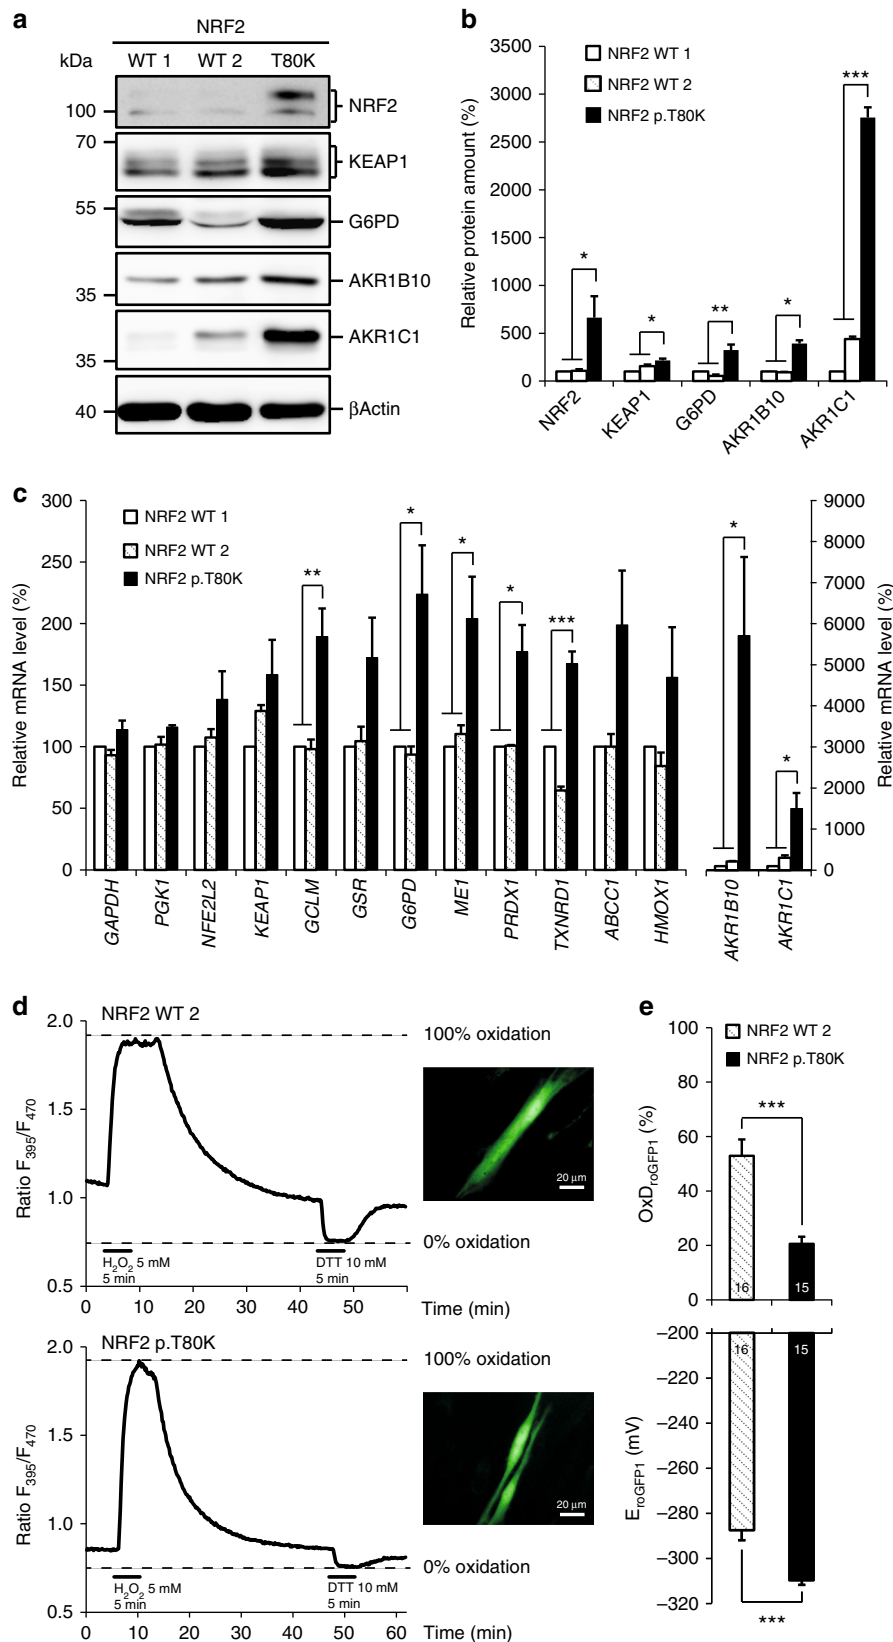 a
NRF2
kDa
WT 1 WT 2 T80K
100
NRF2
70
KEAP1
55
G6PD
AKR1B10
35
AKR1C1
35
40
βActin
b
3500
3000
2500
2000
1500
1000
500
0
Relative protein amount (%)
NRF2 WT 1
NRF2 WT 2
NRF2 p.T80K
*
*
**
*
***
NRF2
KEAP1
G6PD
AKR1B10
AKR1C1
c
300
250
200
150
100
50
0
Relative mRNA level (%)
NRF2 WT 1
NRF2 WT 2
NRF2 p.T80K
**
*
*
*
***
*
*
9000
8000
7000
6000
5000
4000
3000
2000
1000
0
Relative mRNA level (%)
GAPDH
PGK1
NFE2L2
KEAP1
GCLM
GSR
G6PD
ME1
PRDX1
TXNRD1
ABCC1
HMOX1
AKR1B10
AKR1C1
d
NRF2 WT 2
2.0
1.5
1.0
0.5
Ratio F395/F470
100% oxidation
20 μm
0% oxidation
H2O2 5 mM
5 min
DTT 10 mM
5 min
0 10 20 30 40 50
Time (min)
NRF2 p.T80K
2.0
1.5
1.0
0.5
Ratio F395/F470
100% oxidation
20 μm
0% oxidation
H2O2 5 mM
5 min
DTT 10 mM
5 min
0 10 20 30 40 50 60
Time (min)
e
100
80
60
40
20
0
OxDroGFP1 (%)
NRF2 WT 2
NRF2 p.T80K
***
16
15
−200
−220
−240
−260
−280
−300
−320
EroGFP1 (mV)
16
15
***